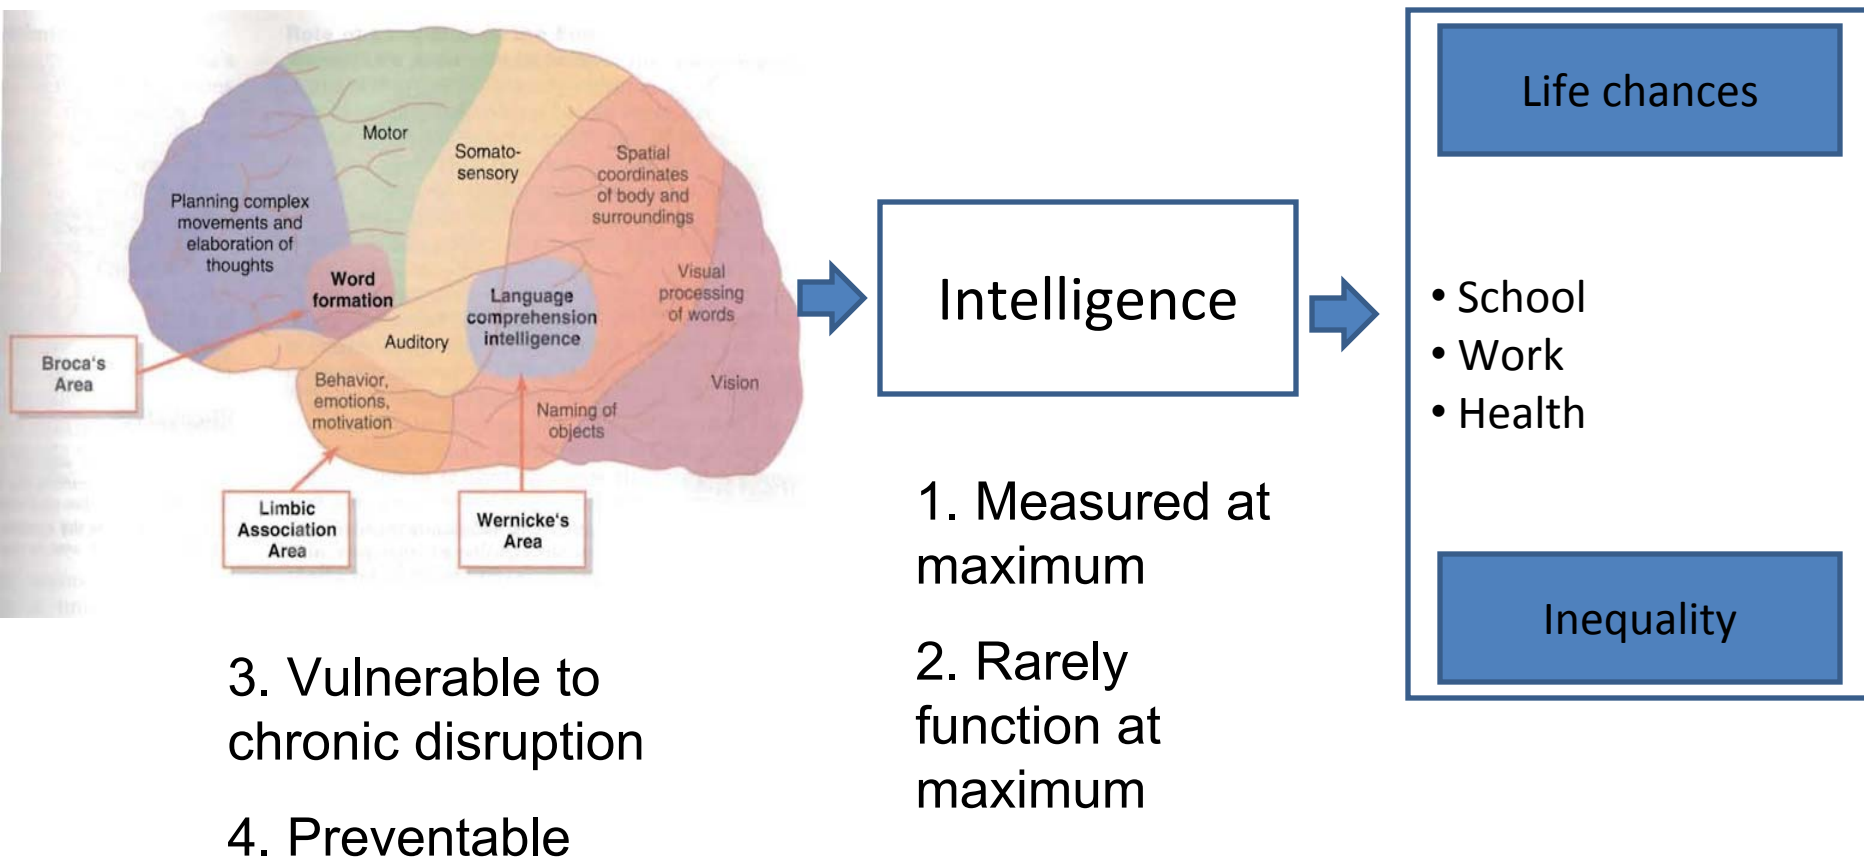 Motor
Somato-
sensory
Spatial
coordinates
of body and
surroundings
Planning complex
movements and
elaboration of
thoughts
Word
formation
Language
comprehension
intelligence
Visual
processing
of words
Auditory
Vision
Behavior,
emotions,
motivation
Naming of
objects
Broca's
Area
Limbic
Association
Area
Wernicke's
Area
3. Vulnerable to
chronic disruption
4. Preventable
Intelligence
1. Measured at
maximum
2. Rarely
function at
maximum
Life chances
• School
• Work
• Health
Inequality